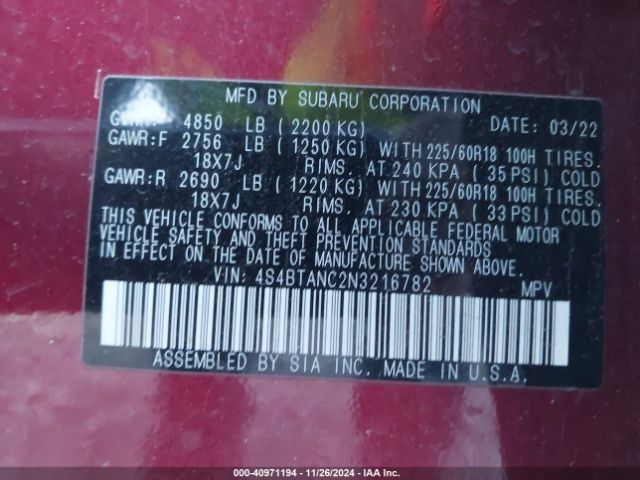 MFD BY SUBARU CORPORATION DATE: 03/22
GVWR: 4850 LB ( 2200 KG)
GAWR:F 2756 LB ( 1250 KG) WITH 225/60R18 100H TIRES.
18X7J RIMS. AT 240 KPA ( 35 PSI) COLD
GAWR:R 2690 LB ( 1220 KG) WITH 225/60R18 100H TIRES.
18X7J RIMS. AT 230 KPA ( 33 PSI) COLD
THIS VEHICLE CONFORMS TO ALL APPLICABLE FEDERAL MOTOR
VEHICLE SAFETY AND THEFT PREVENTION STANDARDS
IN EFFECT ON THE DATE OF MANUFACTURE SHOWN ABOVE.
VIN: 4S4BTANC2N3216782 MPV
ASSEMBLED BY SIA INC. MADE IN U.S.A.
000-40971194 - 11/26/2024 - IAA Inc.